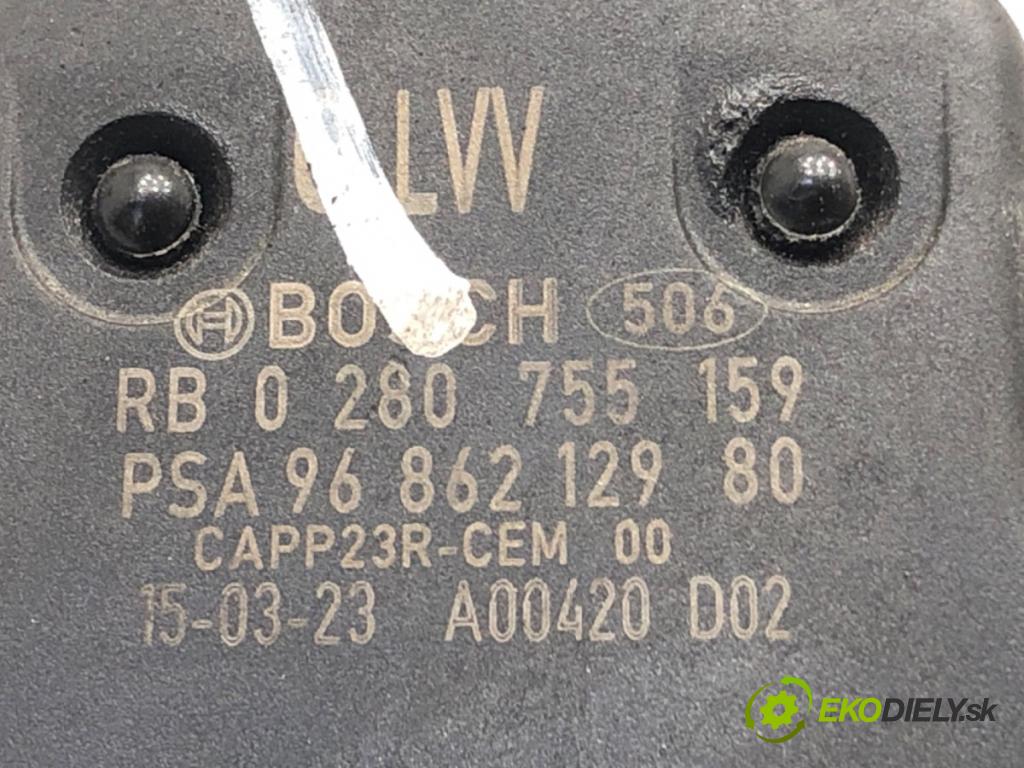 LW
BOSCH 506
RB 0 280 755 159
PSA 96 862 129 80
CAPP23R-CEM 00
15-03-23 A00420 D02
EKODIELY.sk